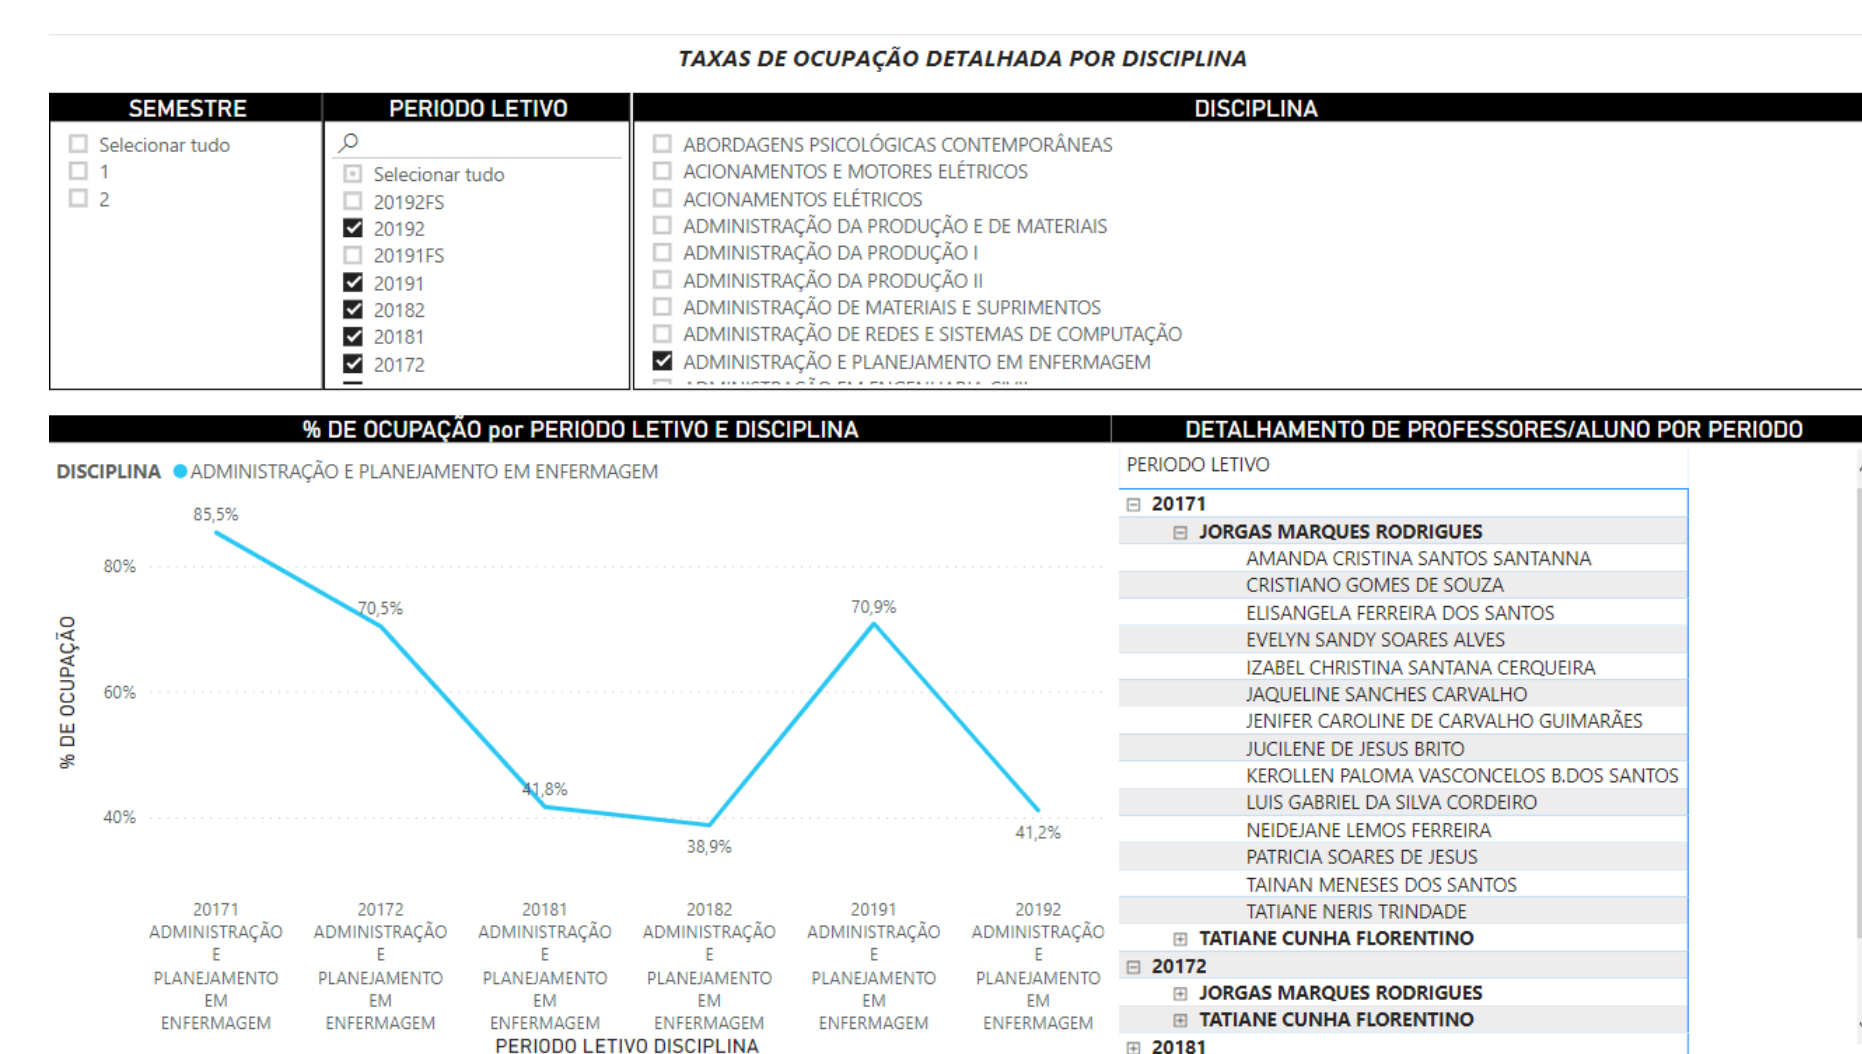 TAXAS DE OCUPAÇÃO DETALHADA POR DISCIPLINA
SEMESTRE
Selecionar tudo
1
2
PERIODO LETIVO
Selecionar tudo
20192FS
20192
20191FS
20191
20182
20181
20172
DISCIPLINA
ABORDAGENS PSICOLÓGICAS CONTEMPORÂNEAS
ACIONAMENTOS E MOTORES ELÉTRICOS
ACIONAMENTOS ELÉTRICOS
ADMINISTRAÇÃO DA PRODUÇÃO E DE MATERIAIS
ADMINISTRAÇÃO DA PRODUÇÃO I
ADMINISTRAÇÃO DA PRODUÇÃO II
ADMINISTRAÇÃO DE MATERIAIS E SUPRIMENTOS
ADMINISTRAÇÃO DE REDES E SISTEMAS DE COMPUTAÇÃO
ADMINISTRAÇÃO E PLANEJAMENTO EM ENFERMAGEM
ADMINISTRAÇÃO EM ENGENHARIA CIVIL
% DE OCUPAÇÃO por PERIODO LETIVO E DISCIPLINA
DISCIPLINA ADMINISTRAÇÃO E PLANEJAMENTO EM ENFERMAGEM
% DE OCUPAÇÃO
80%
60%
40%
85,5%
70,5%
41,8%
38,9%
70,9%
41,2%
20171
ADMINISTRAÇÃO
E
PLANEJAMENTO
EM
ENFERMAGEM
20172
ADMINISTRAÇÃO
E
PLANEJAMENTO
EM
ENFERMAGEM
20181
ADMINISTRAÇÃO
E
PLANEJAMENTO
EM
ENFERMAGEM
20182
ADMINISTRAÇÃO
E
PLANEJAMENTO
EM
ENFERMAGEM
20191
ADMINISTRAÇÃO
E
PLANEJAMENTO
EM
ENFERMAGEM
20192
ADMINISTRAÇÃO
E
PLANEJAMENTO
EM
ENFERMAGEM
PERIODO LETIVO DISCIPLINA
DETALHAMENTO DE PROFESSORES/ALUNO POR PERIODO
PERIODO LETIVO
20171
JORGAS MARQUES RODRIGUES
AMANDA CRISTINA SANTOS SANTANNA
CRISTIANO GOMES DE SOUZA
ELISANGELA FERREIRA DOS SANTOS
EVELYN SANDY SOARES ALVES
IZABEL CHRISTINA SANTANA CERQUEIRA
JAQUELINE SANCHES CARVALHO
JENIFER CAROLINE DE CARVALHO GUIMARÃES
JUCILENE DE JESUS BRITO
KEROLLEN PALOMA VASCONCELOS B.DOS SANTOS
LUIS GABRIEL DA SILVA CORDEIRO
NEIDEJANE LEMOS FERREIRA
PATRICIA SOARES DE JESUS
TAINAN MENESES DOS SANTOS
TATIANE NERIS TRINDADE
TATIANE CUNHA FLORENTINO
20172
JORGAS MARQUES RODRIGUES
TATIANE CUNHA FLORENTINO
20181